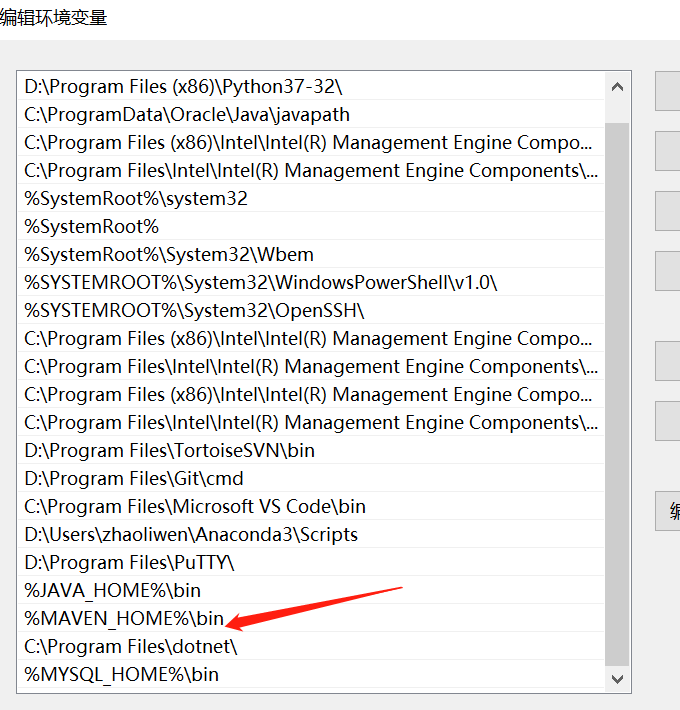 编辑环境变量
D:\Program Files (x86)\Python37-32\
C:\ProgramData\Oracle\Java\javapath
C:\Program Files (x86)\Intel\Intel(R) Management Engine Compo...
C:\Program Files\Intel\Intel(R) Management Engine Components\...
%SystemRoot%\system32
%SystemRoot%
%SystemRoot%\System32\Wbem
%SYSTEMROOT%\System32\WindowsPowerShell\v1.0\
%SYSTEMROOT%\System32\OpenSSH\
C:\Program Files (x86)\Intel\Intel(R) Management Engine Compo...
C:\Program Files\Intel\Intel(R) Management Engine Components\...
C:\Program Files (x86)\Intel\Intel(R) Management Engine Compo...
C:\Program Files\Intel\Intel(R) Management Engine Components\...
D:\Program Files\TortoiseSVN\bin
D:\Program Files\Git\cmd
C:\Program Files\Microsoft VS Code\bin
D:\Users\zhaoliwen\Anaconda3\Scripts
D:\Program Files\PuTTY\
%JAVA_HOME%\bin
%MAVEN_HOME%\bin
C:\Program Files\dotnet\
%MYSQL_HOME%\bin